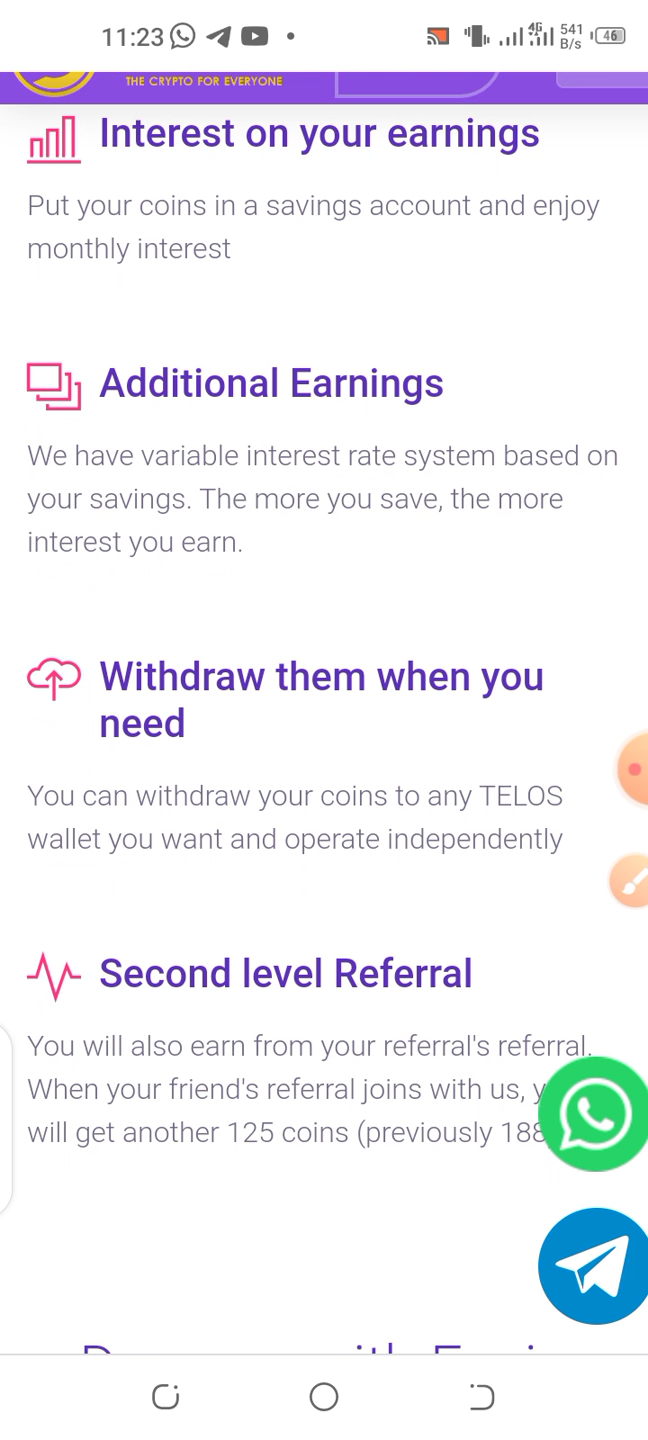 11:23
4G 541 B/s 46
THE CRYPTO FOR EVERYONE
Interest on your earnings
Put your coins in a savings account and enjoy
monthly interest
Additional Earnings
We have variable interest rate system based on
your savings. The more you save, the more
interest you earn.
Withdraw them when you
need
You can withdraw your coins to any TELOS
wallet you want and operate independently
Second level Referral
You will also earn from your referral's referral.
When your friend's referral joins with us,
will get another 125 coins (previously 188